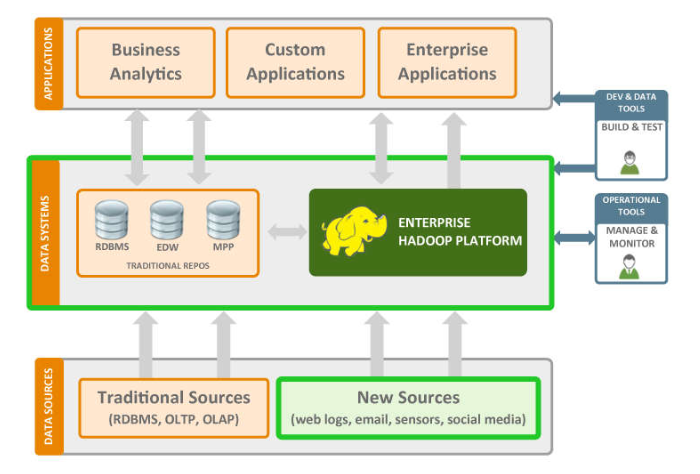 APPLICATIONS
Business
Analytics
Custom
Applications
Enterprise
Applications
DEV & DATA
TOOLS
BUILD & TEST
DATA SYSTEMS
RDBMS
EDW
MPP
TRADITIONAL REPOS
ENTERPRISE
HADOOP PLATFORM
OPERATIONAL
TOOLS
MANAGE &
MONITOR
DATA SOURCES
Traditional Sources
(RDBMS, OLTP, OLAP)
New Sources
(web logs, email, sensors, social media)